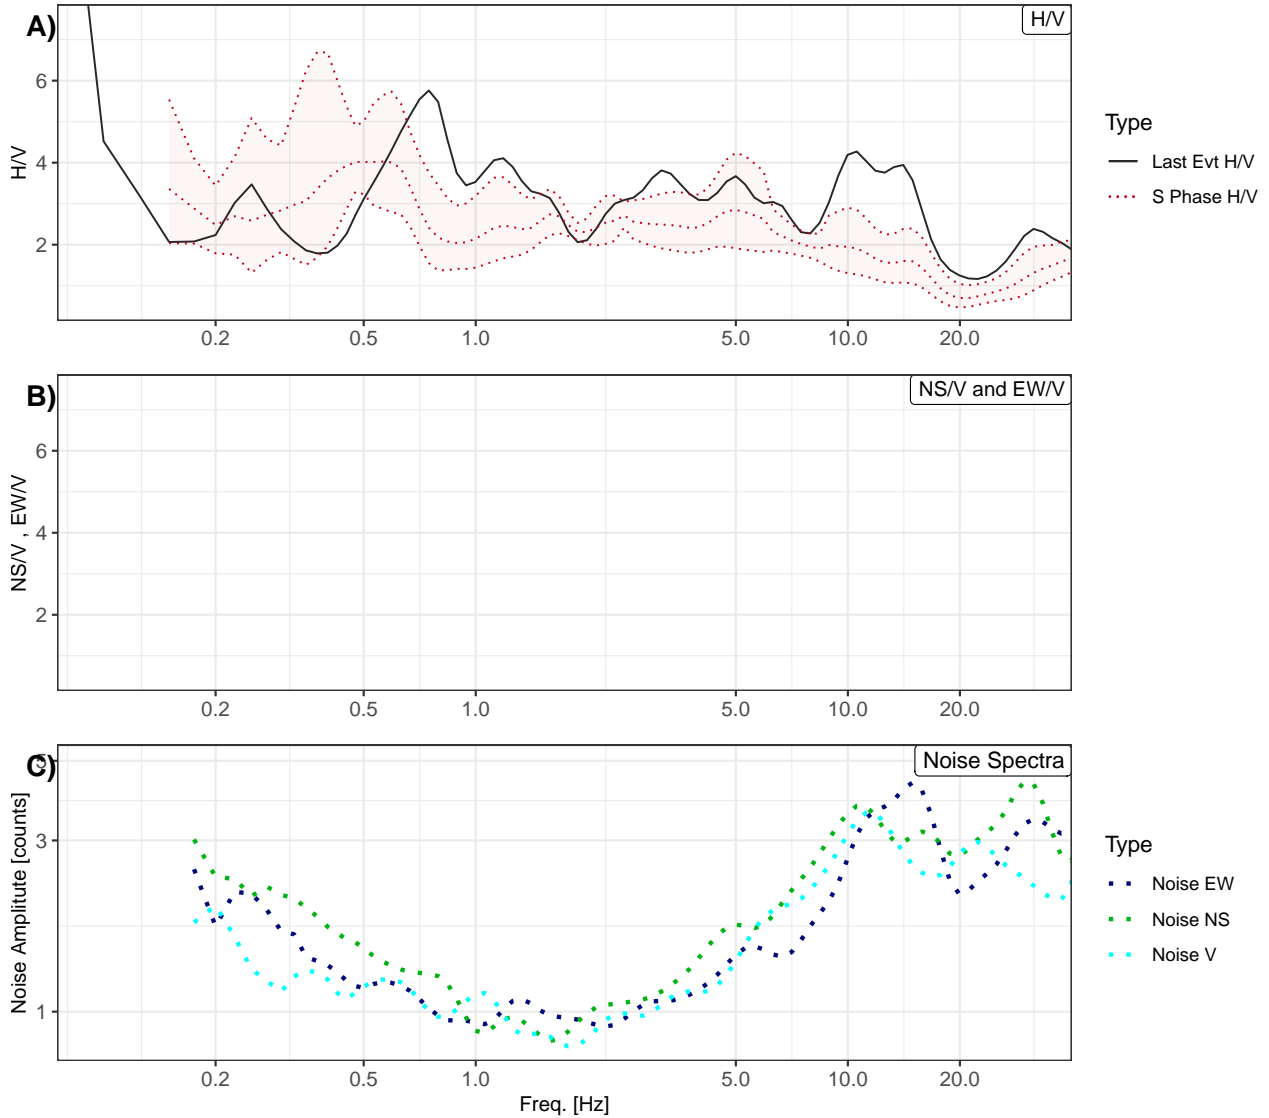 A)
H/V
6
4
2
H/V
0.2 0.5 1.0 5.0 10.0 20.0
Type
Last Evt H/V
S Phase H/V
B)
NS/V and EW/V
6
4
2
NS/V , EW/V
0.2 0.5 1.0 5.0 10.0 20.0
C)
Noise Spectra
5
3
1
Noise Amplitude [counts]
0.2 0.5 1.0 5.0 10.0 20.0
Freq. [Hz]
Type
Noise EW
Noise NS
Noise V